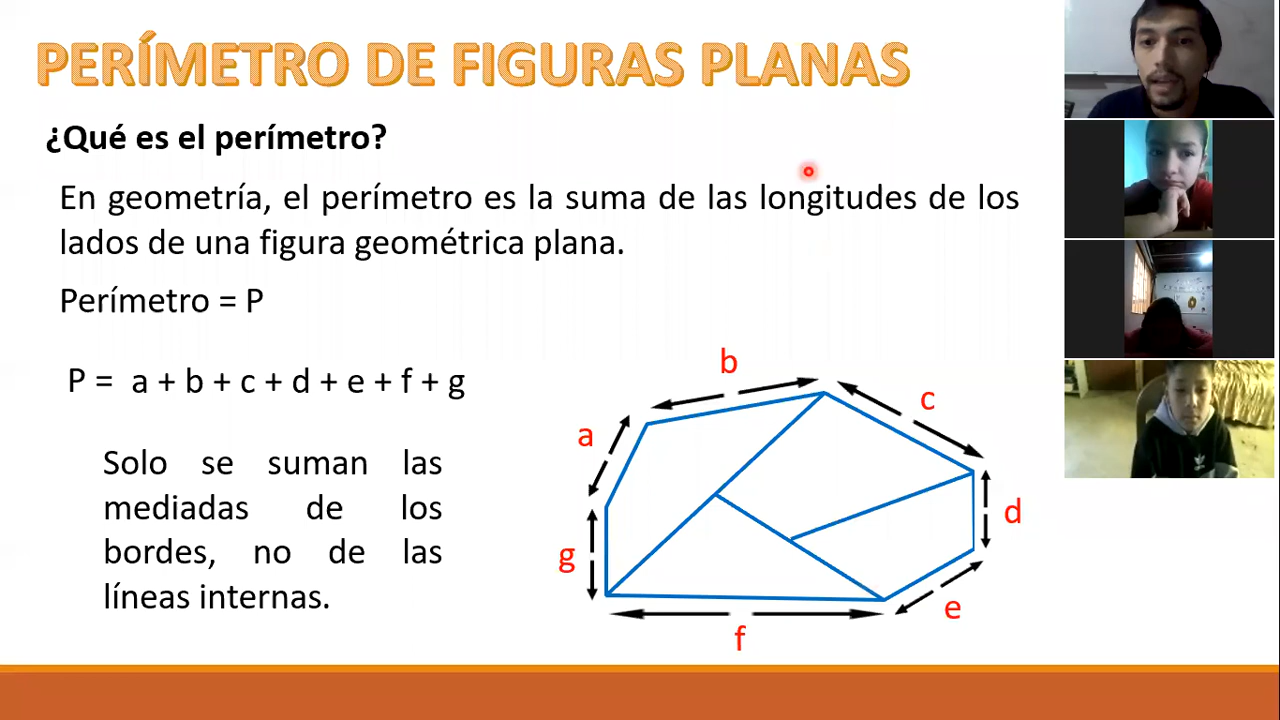 PERÍMETRO DE FIGURAS PLANAS
¿Qué es el perímetro?
En geometría, el perímetro es la suma de las longitudes de los
lados de una figura geométrica plana.
Perímetro = P
P = a + b + c + d + e + f + g
Solo se suman las
mediadas de los
bordes, no de las
líneas internas.
b
c
a
d
g
e
f